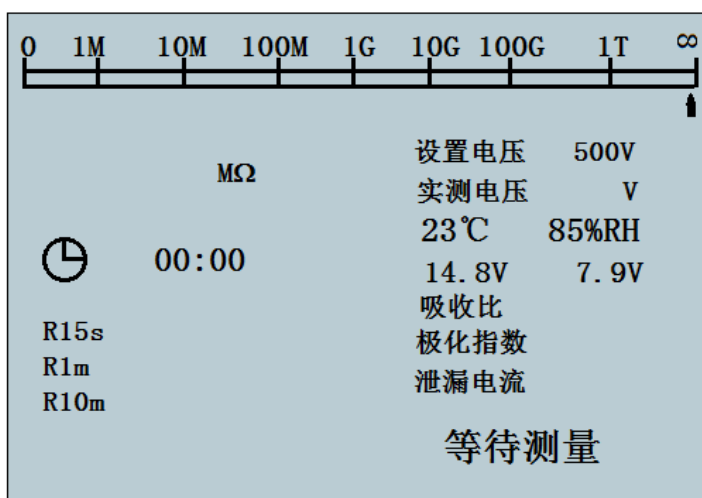 0 1M 10M 100M 1G 10G 100G 1T ∞
设置电压 500V
MΩ
实测电压 V
23℃ 85%RH
00:00
14.8V 7.9V
吸收比
R15s
极化指数
R1m
泄漏电流
R10m
等待测量